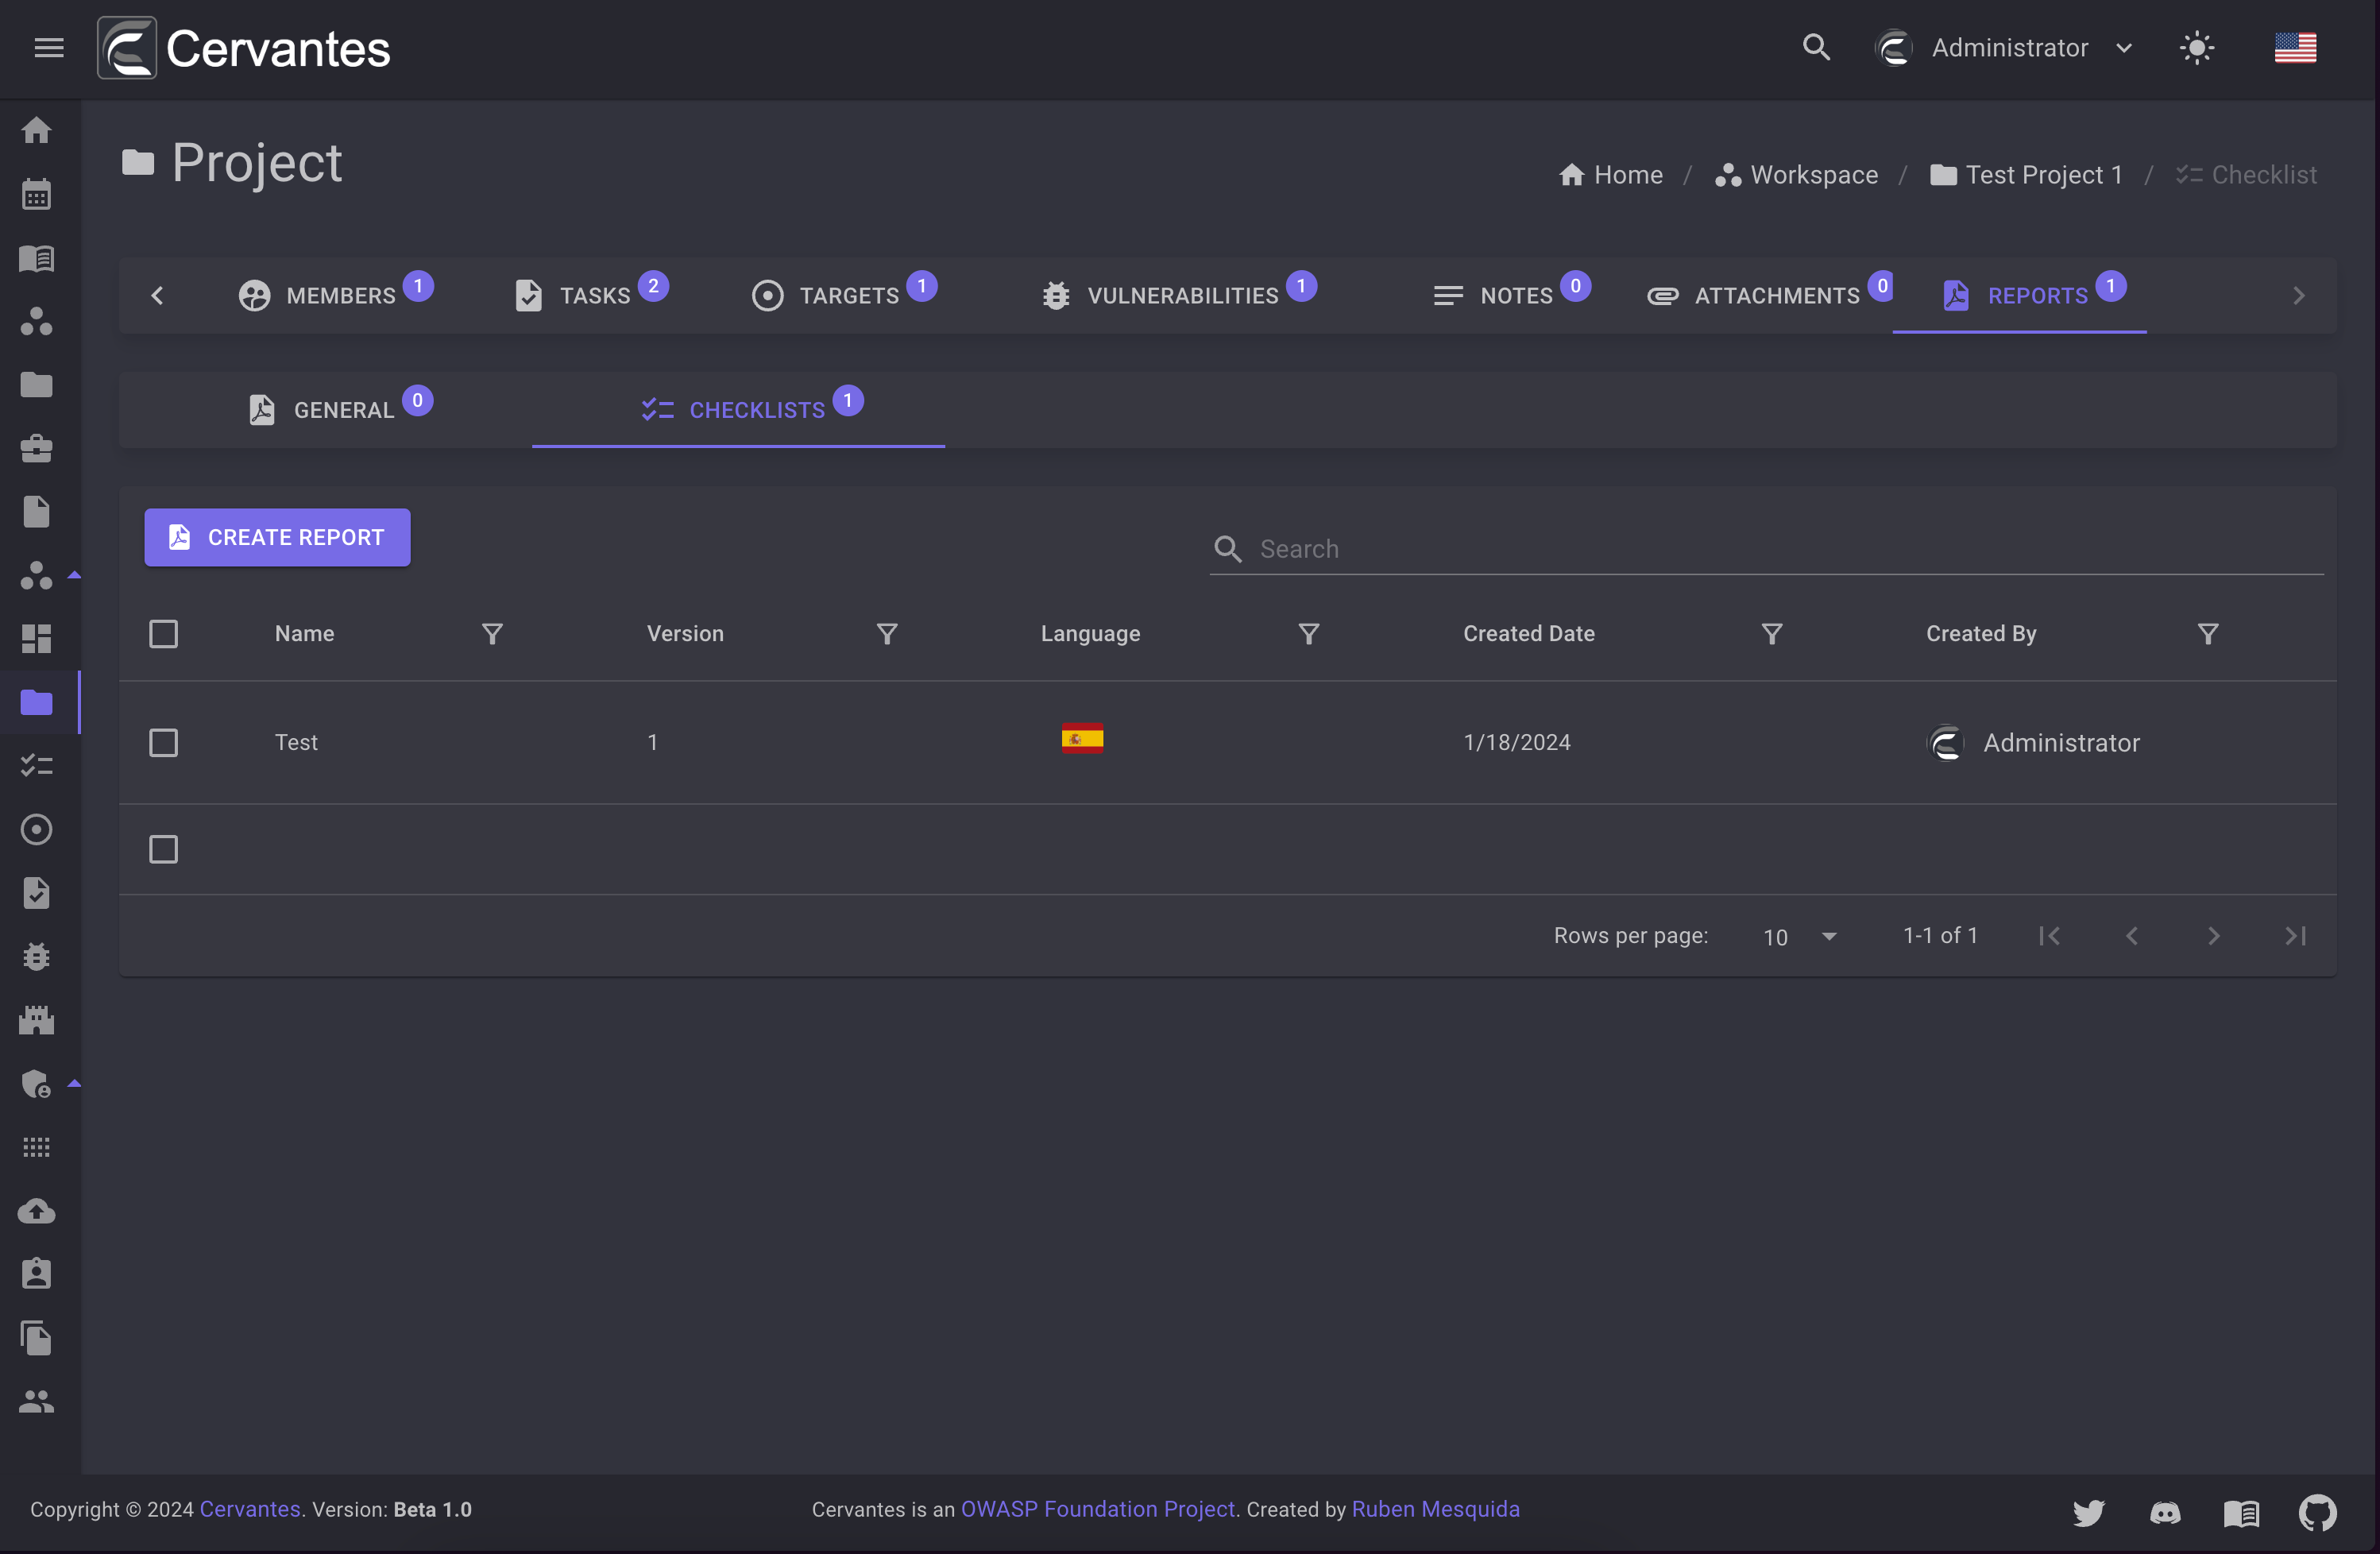 Cervantes
Administrator
Project
Home / Workspace / Test Project 1 / Checklist
MEMBERS 1 TASKS 2 TARGETS 1 VULNERABILITIES 1 NOTES 0 ATTACHMENTS 0 REPORTS 1
GENERAL 0 CHECKLISTS 1
CREATE REPORT
Search
Name Version Language Created Date Created By
Test 1 1/18/2024 Administrator
Rows per page: 10 1-1 of 1
Copyright © 2024 Cervantes. Version: Beta 1.0
Cervantes is an OWASP Foundation Project. Created by Ruben Mesquida